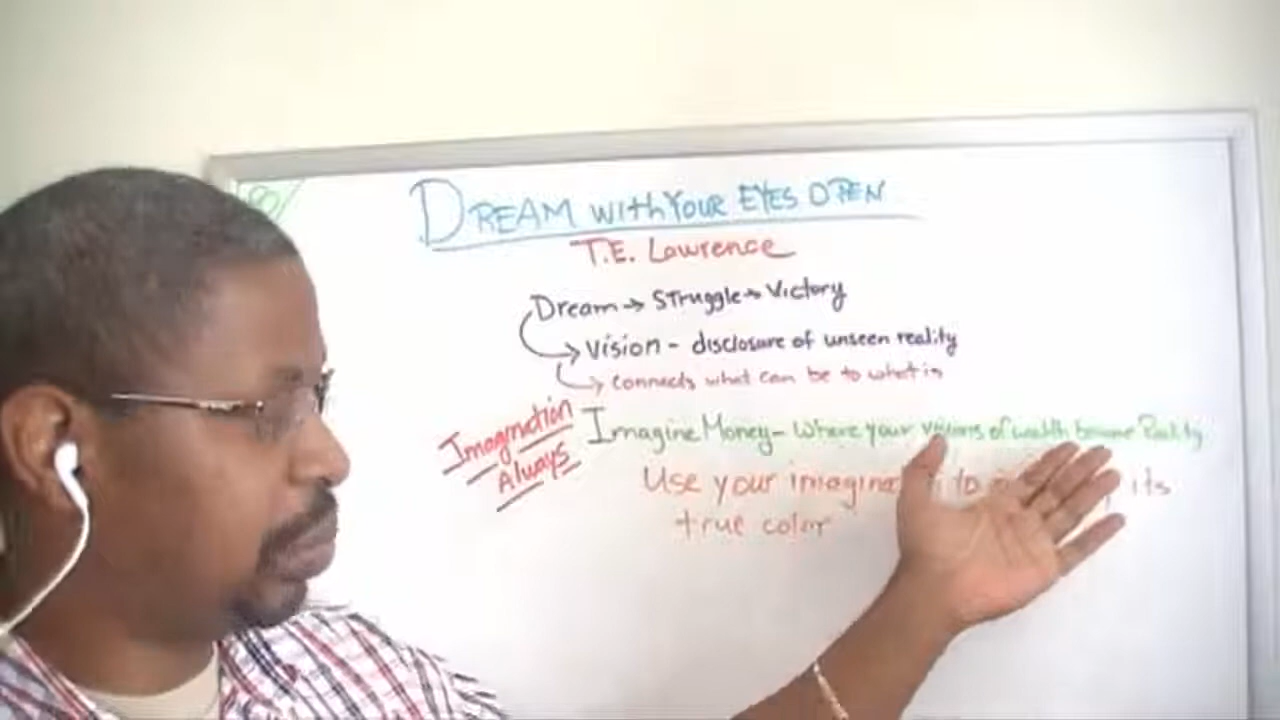 DREAM WITH YOUR EYES OPEN
T.E. Lawrence
Dream → Struggle → Victory
Vision - disclosure of unseen reality
Connects what can be to what is
Imagination
Always
Imagine Money - Where your visions of wealth become Reality
Use your to its
true color